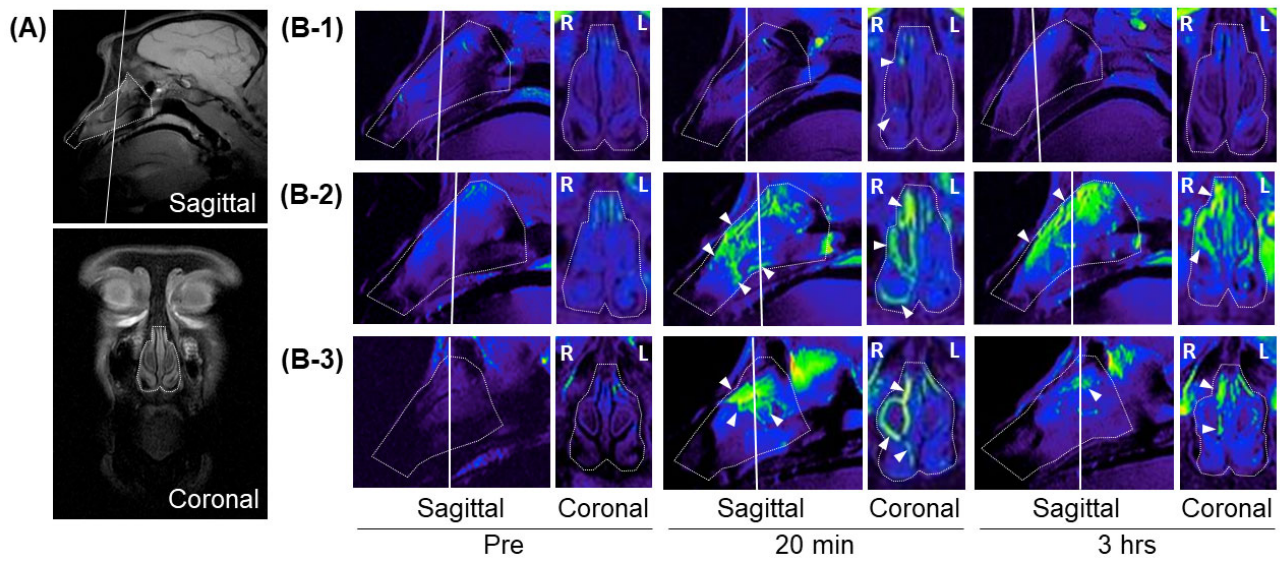 (A)
Sagittal
Coronal
(B-1)
R L
R L
R L
(B-2)
R L
R L
R L
(B-3)
R L
R L
R L
Sagittal Coronal Sagittal Coronal Sagittal Coronal
Pre 20 min 3 hrs